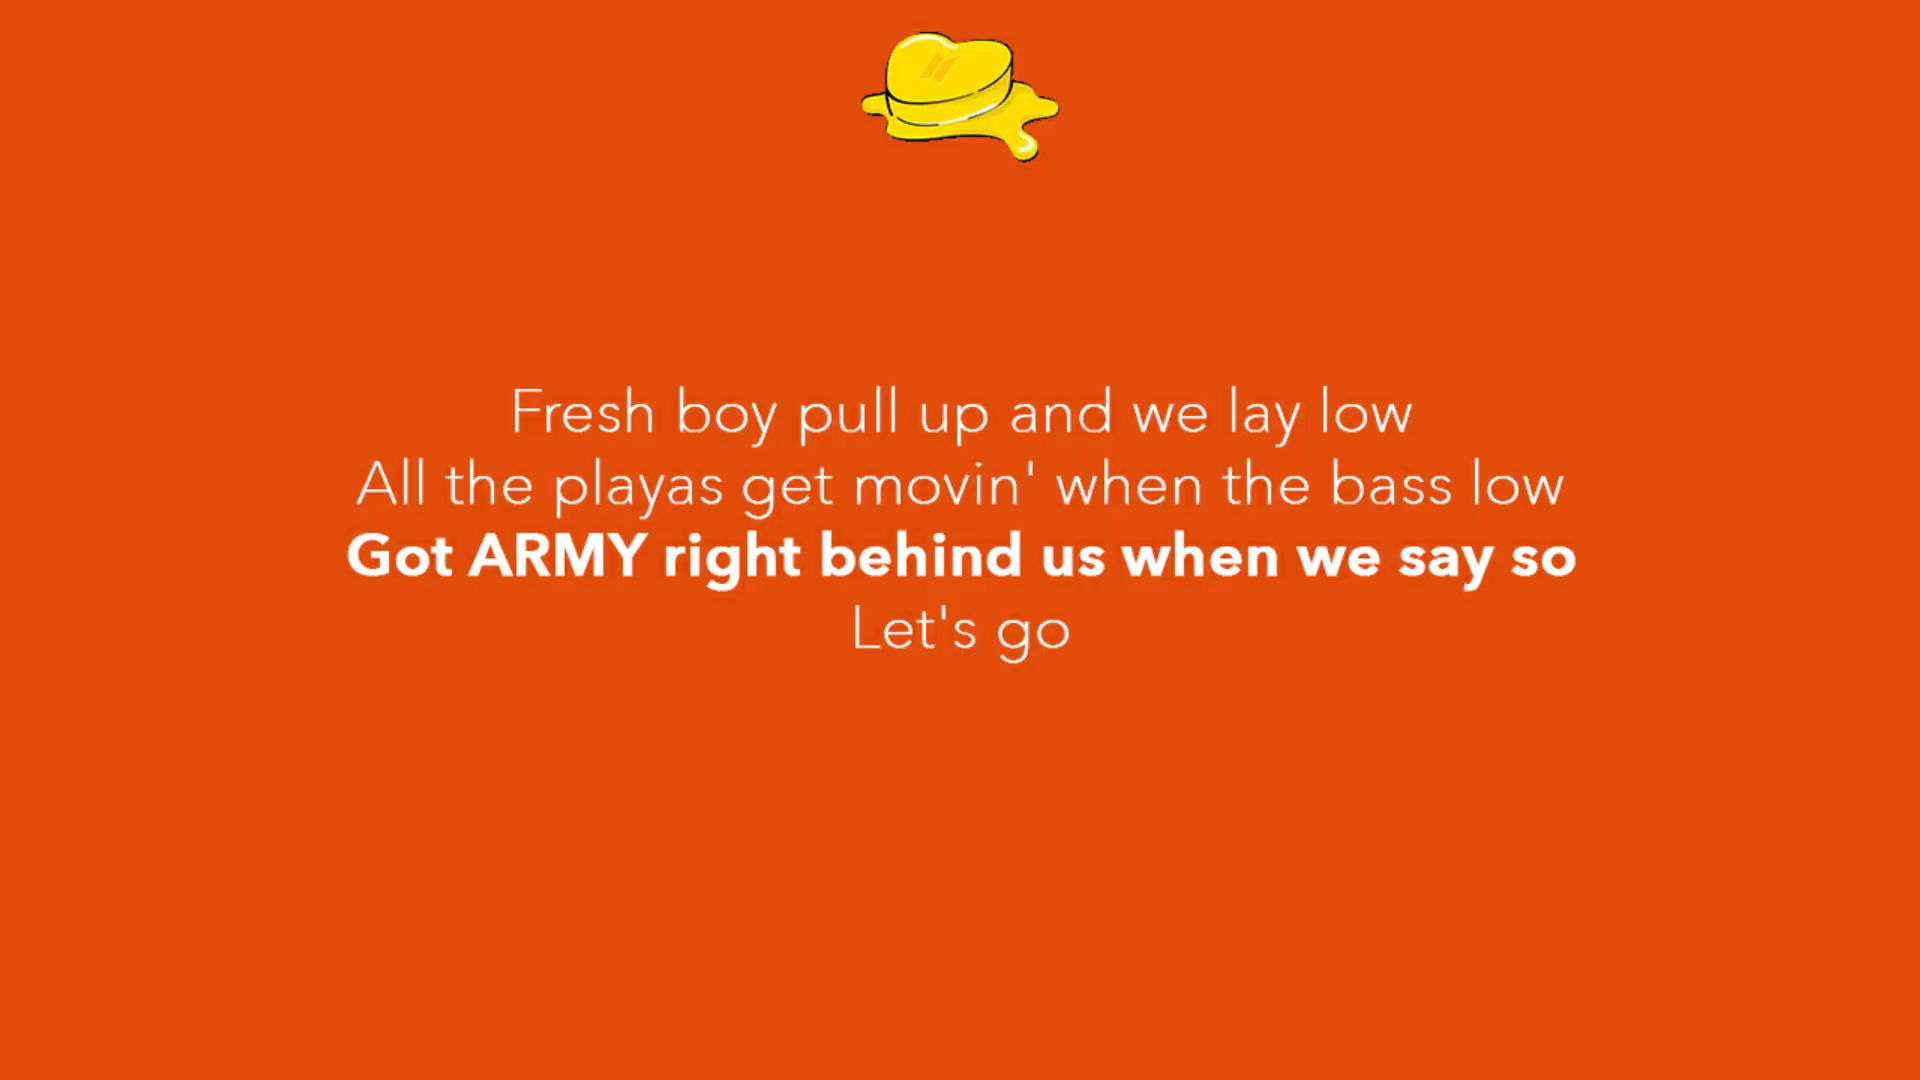 Fresh boy pull up and we lay low
All the playas get movin' when the bass low
Got ARMY right behind us when we say so
Let's go